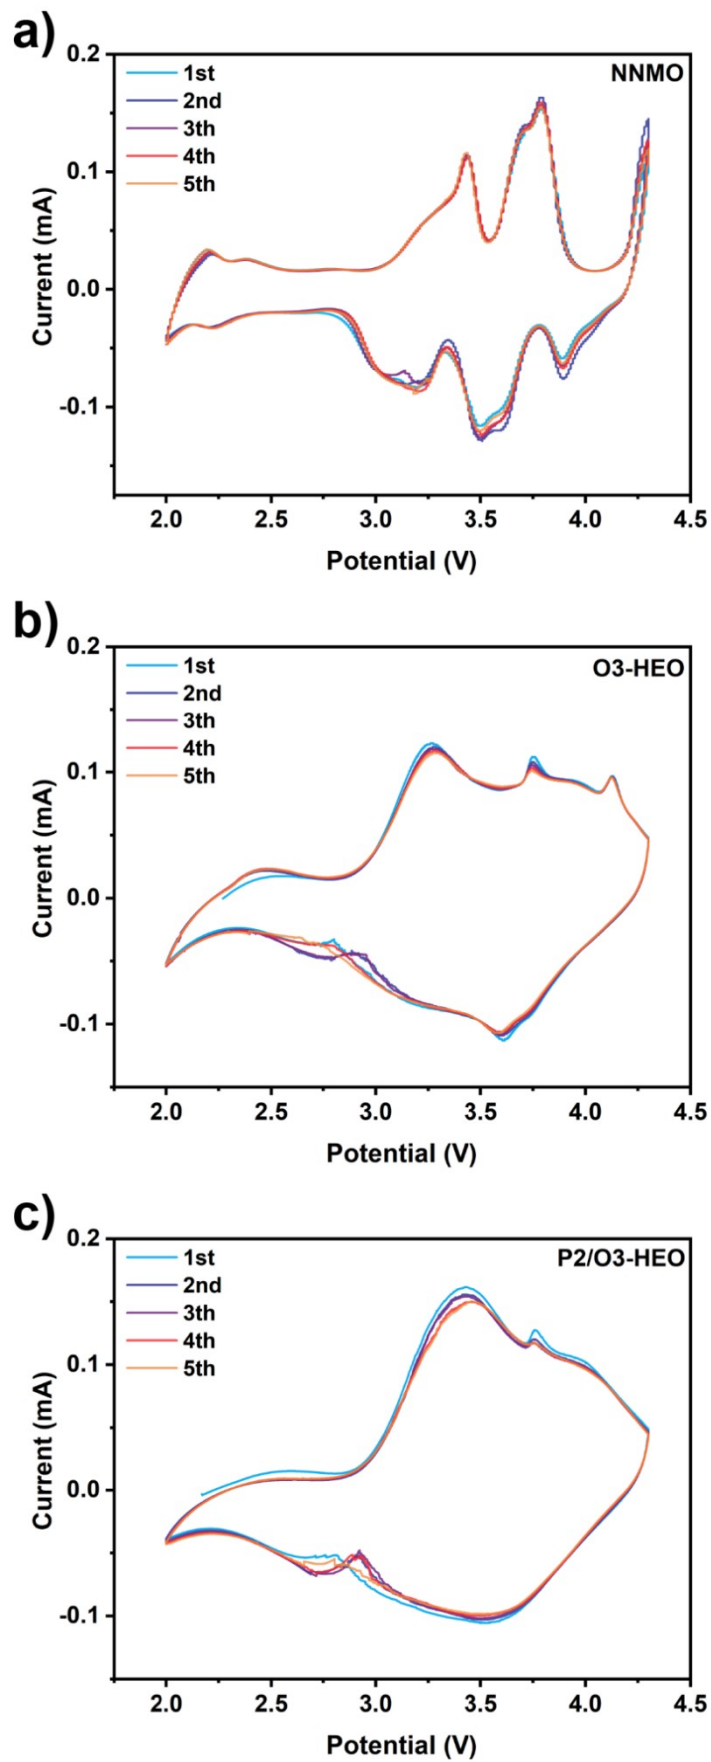 a)
0.2
1st
NNMO
2nd
3th
0.1
4th
5th
Current (mA)
0.0
-0.1
2.0 2.5 3.0 3.5 4.0 4.5
Potential (V)
b)
0.2
1st
O3-HEO
2nd
3th
4th
0.1
5th
Current (mA)
0.0
-0.1
2.0 2.5 3.0 3.5 4.0 4.5
Potential (V)
c)
0.2
1st
P2/O3-HEO
2nd
3th
4th
0.1
5th
Current (mA)
0.0
-0.1
2.0 2.5 3.0 3.5 4.0 4.5
Potential (V)